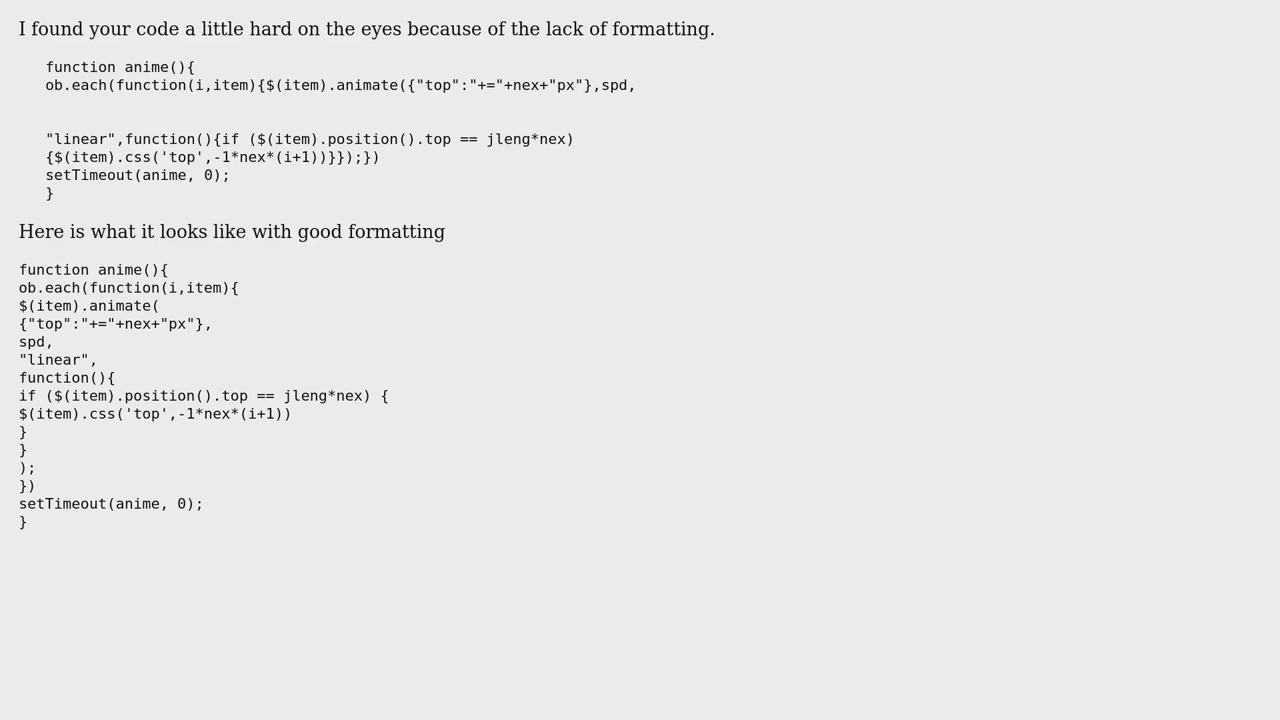 I found your code a little hard on the eyes because of the lack of formatting.
function anime(){
ob.each(function(i,item){$(item).animate({"top":"+="+nex+"px"},spd,
"linear",function(){if ($(item).position().top == jleng*nex)
{$(item).css('top',-1*nex*(i+1))}});})
setTimeout(anime, 0);
}
Here is what it looks like with good formatting
function anime(){
ob.each(function(i,item){
$(item).animate(
{"top":"+="+nex+"px"},
spd,
"linear",
function(){
if ($(item).position().top == jleng*nex) {
$(item).css('top',-1*nex*(i+1))
}
}
);
})
setTimeout(anime, 0);
}